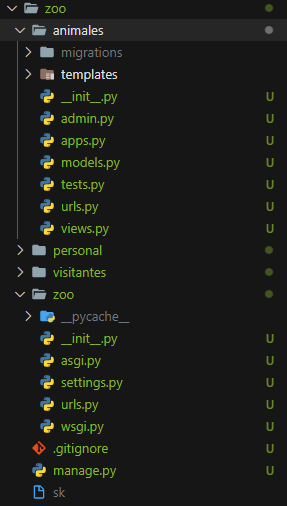 zoo
animales
migrations
templates
__init__.py U
admin.py U
apps.py U
models.py U
tests.py U
urls.py U
views.py U
personal
visitantes
zoo
__pycache__
__init__.py U
asgi.py U
settings.py U
urls.py U
wsgi.py U
.gitignore U
manage.py U
sk